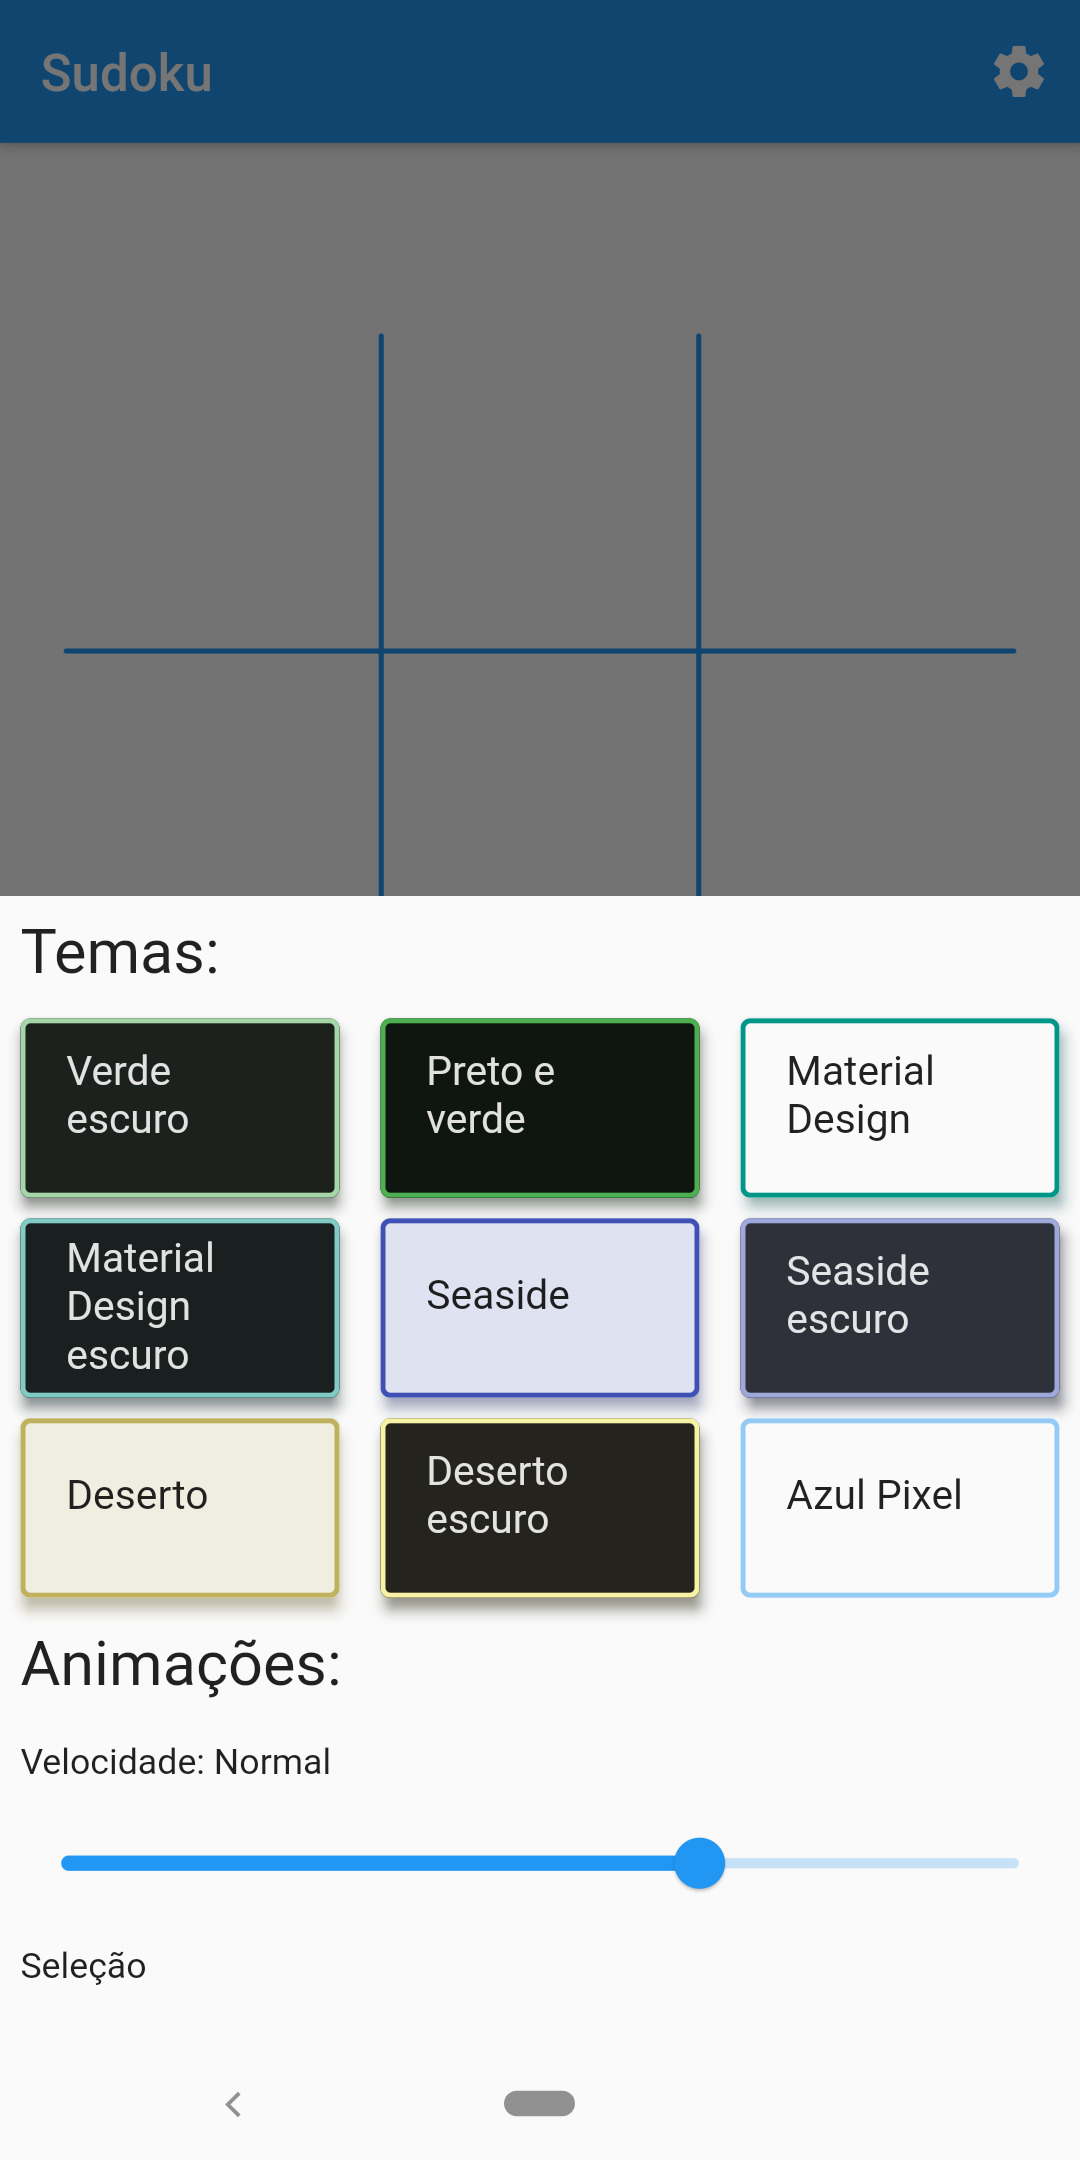 Sudoku
Temas:
Verde
escuro
Preto e
verde
Material
Design
Material
Design
escuro
Seaside
Seaside
escuro
Deserto
Deserto
escuro
Azul Pixel
Animações:
Velocidade: Normal
Seleção